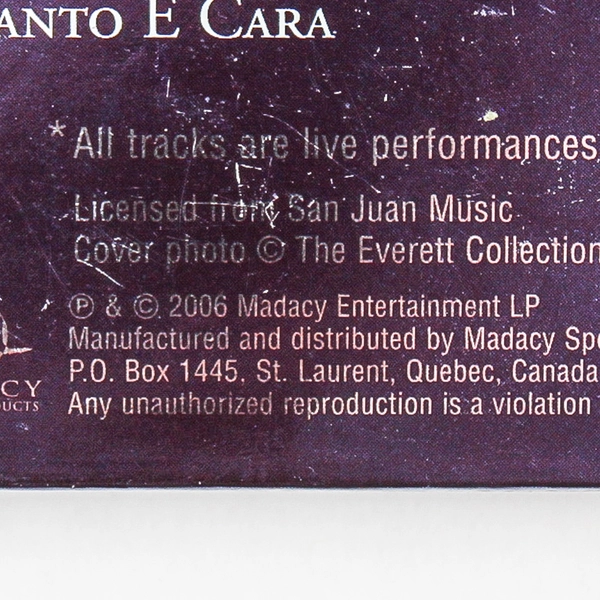 ANTO E CARA
* All tracks are live performances
Licensed from San Juan Music
Cover photo © The Everett Collection
℗ & © 2006 Madacy Entertainment LP
Manufactured and distributed by Madacy Spe
P.O. Box 1445, St. Laurent, Quebec, Canada
CY
DUCTS
Any unauthorized reproduction is a violation